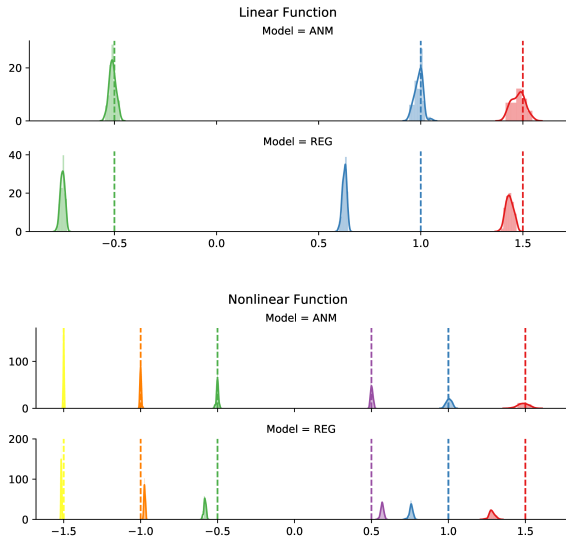 Linear Function
Model = ANM
20
0
Model = REG
40
20
0
−0.5 0.0 0.5 1.0 1.5
Nonlinear Function
Model = ANM
100
0
Model = REG
200
100
0
−1.5 −1.0 −0.5 0.0 0.5 1.0 1.5